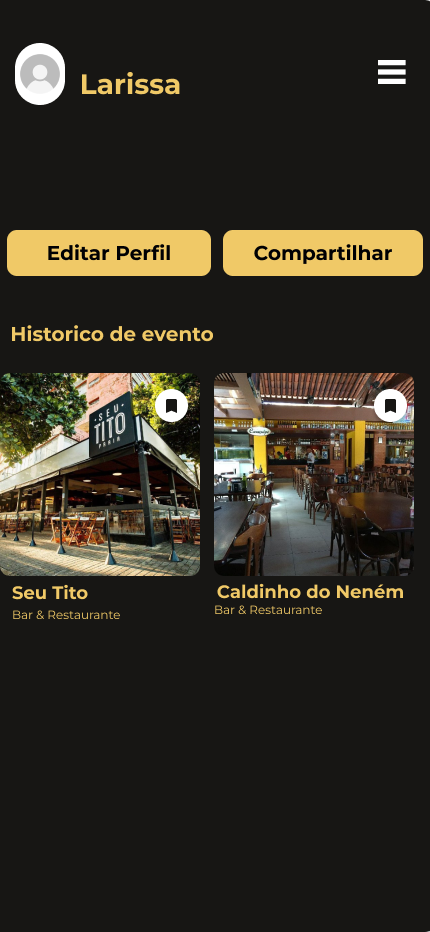 Larissa
Editar Perfil
Compartilhar
Historico de evento
SEU
TITO
Seu Tito
Caldinho do Neném
Bar & Restaurante
Bar & Restaurante